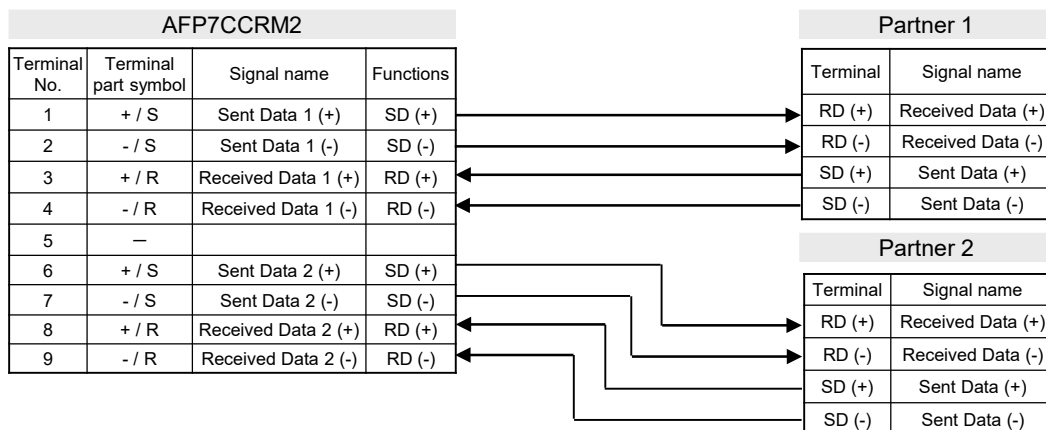 AFP7CCRM2
Terminal No. Terminal part symbol Signal name Functions
1 + / S Sent Data 1 (+) SD (+)
2 - / S Sent Data 1 (-) SD (-)
3 + / R Received Data 1 (+) RD (+)
4 - / R Received Data 1 (-) RD (-)
5 —
6 + / S Sent Data 2 (+) SD (+)
7 - / S Sent Data 2 (-) SD (-)
8 + / R Received Data 2 (+) RD (+)
9 - / R Received Data 2 (-) RD (-)
Partner 1
Terminal Signal name
RD (+) Received Data (+)
RD (-) Received Data (-)
SD (+) Sent Data (+)
SD (-) Sent Data (-)
Partner 2
Terminal Signal name
RD (+) Received Data (+)
RD (-) Received Data (-)
SD (+) Sent Data (+)
SD (-) Sent Data (-)